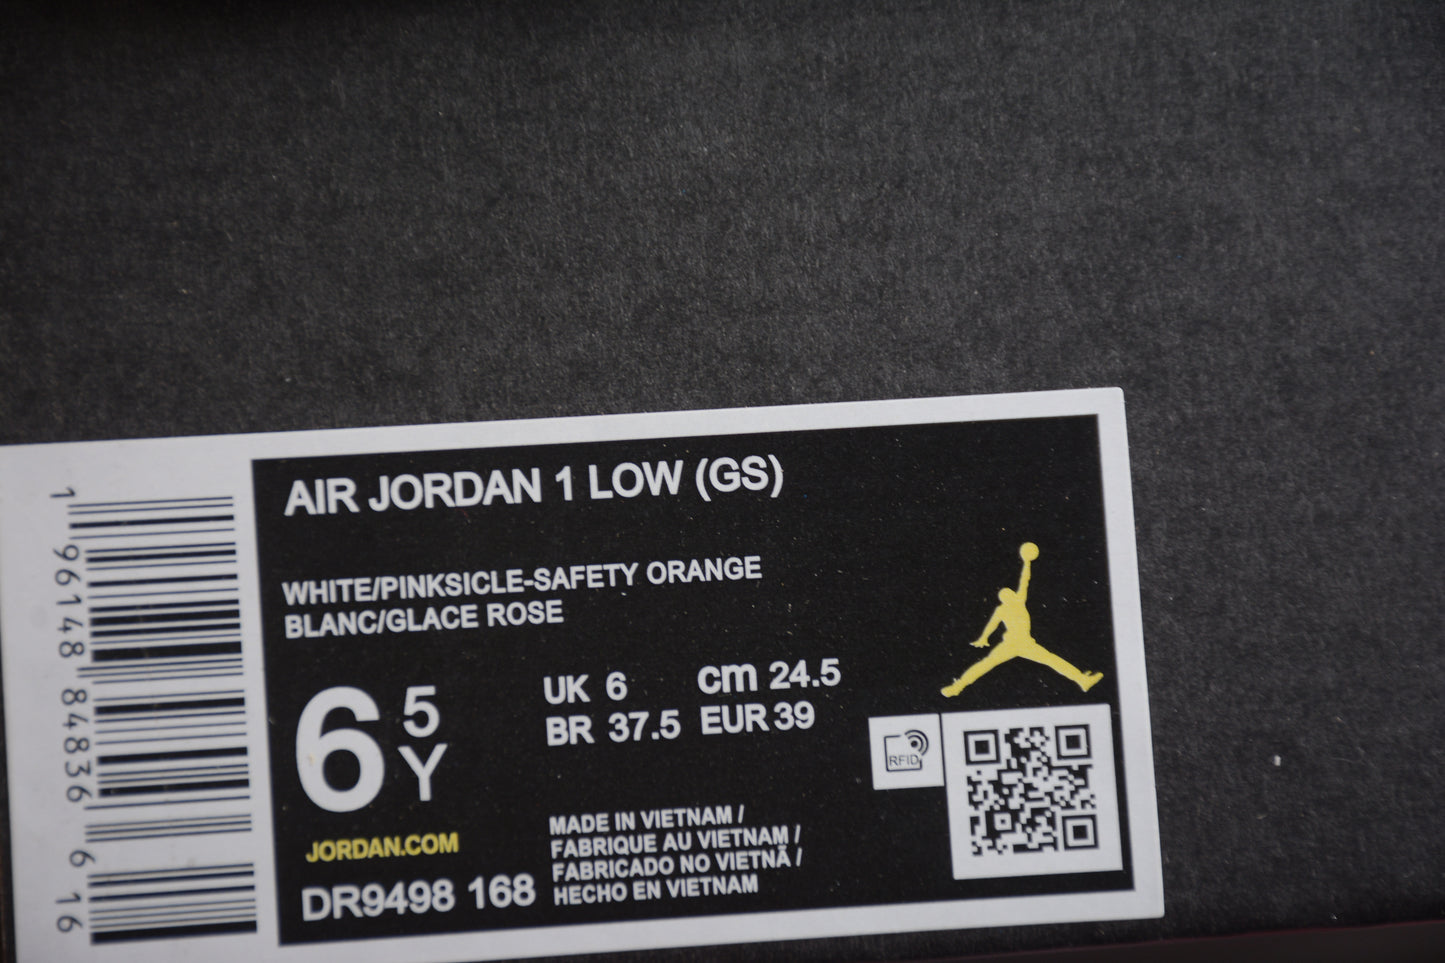 AIR JORDAN 1 LOW (GS)
WHITE/PINKSICLE-SAFETY ORANGE
BLANC/GLACE ROSE
6 5Y
UK 6 cm 24.5
BR 37.5 EUR 39
RFID
JORDAN.COM
DR9498 168
MADE IN VIETNAM /
FABRIQUE AU VIETNAM /
FABRICADO NO VIETNÃ /
HECHO EN VIETNAM
1 96148 84836 6 16